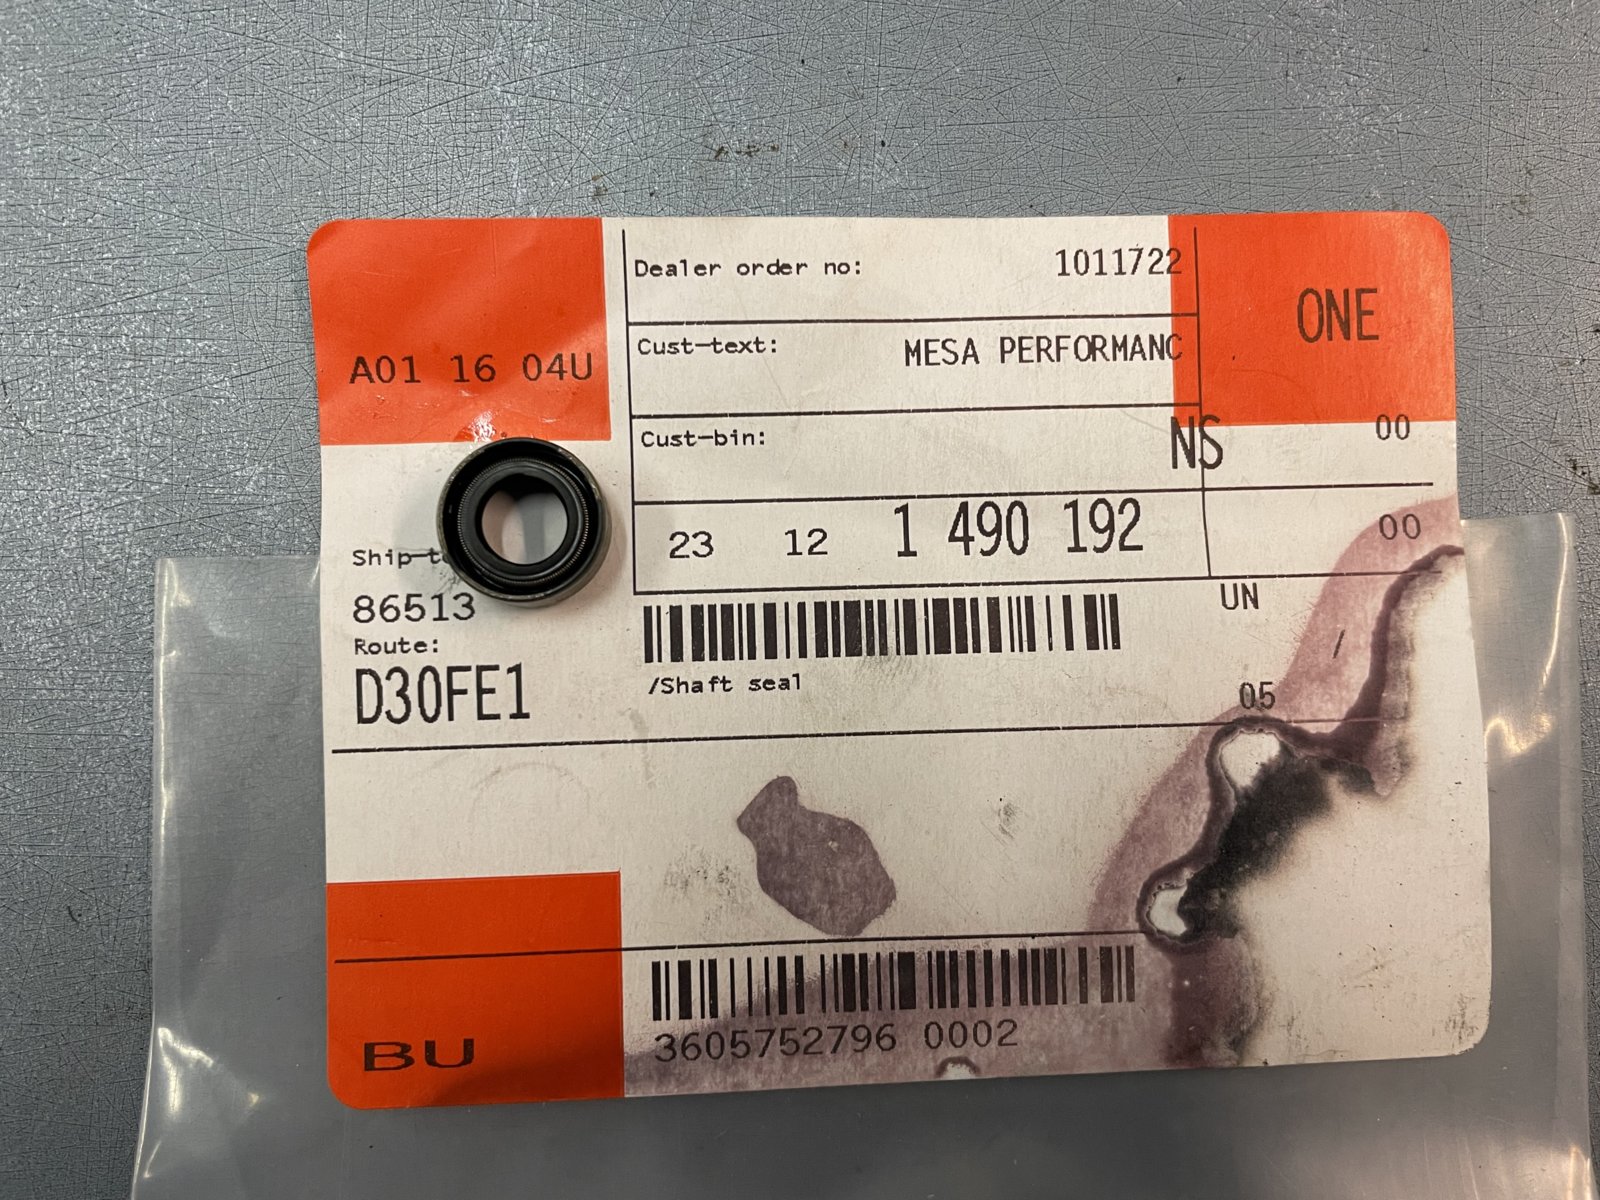 A01 16 04U
Dealer order no: 1011722
ONE
Cust-text: MESA PERFORMANC
Cust-bin: NS 00
23 12 1 490 192 00
Ship-t
86513
UN
Route:
D30FE1
/Shaft seal
/
05
BU
3605752796 0002